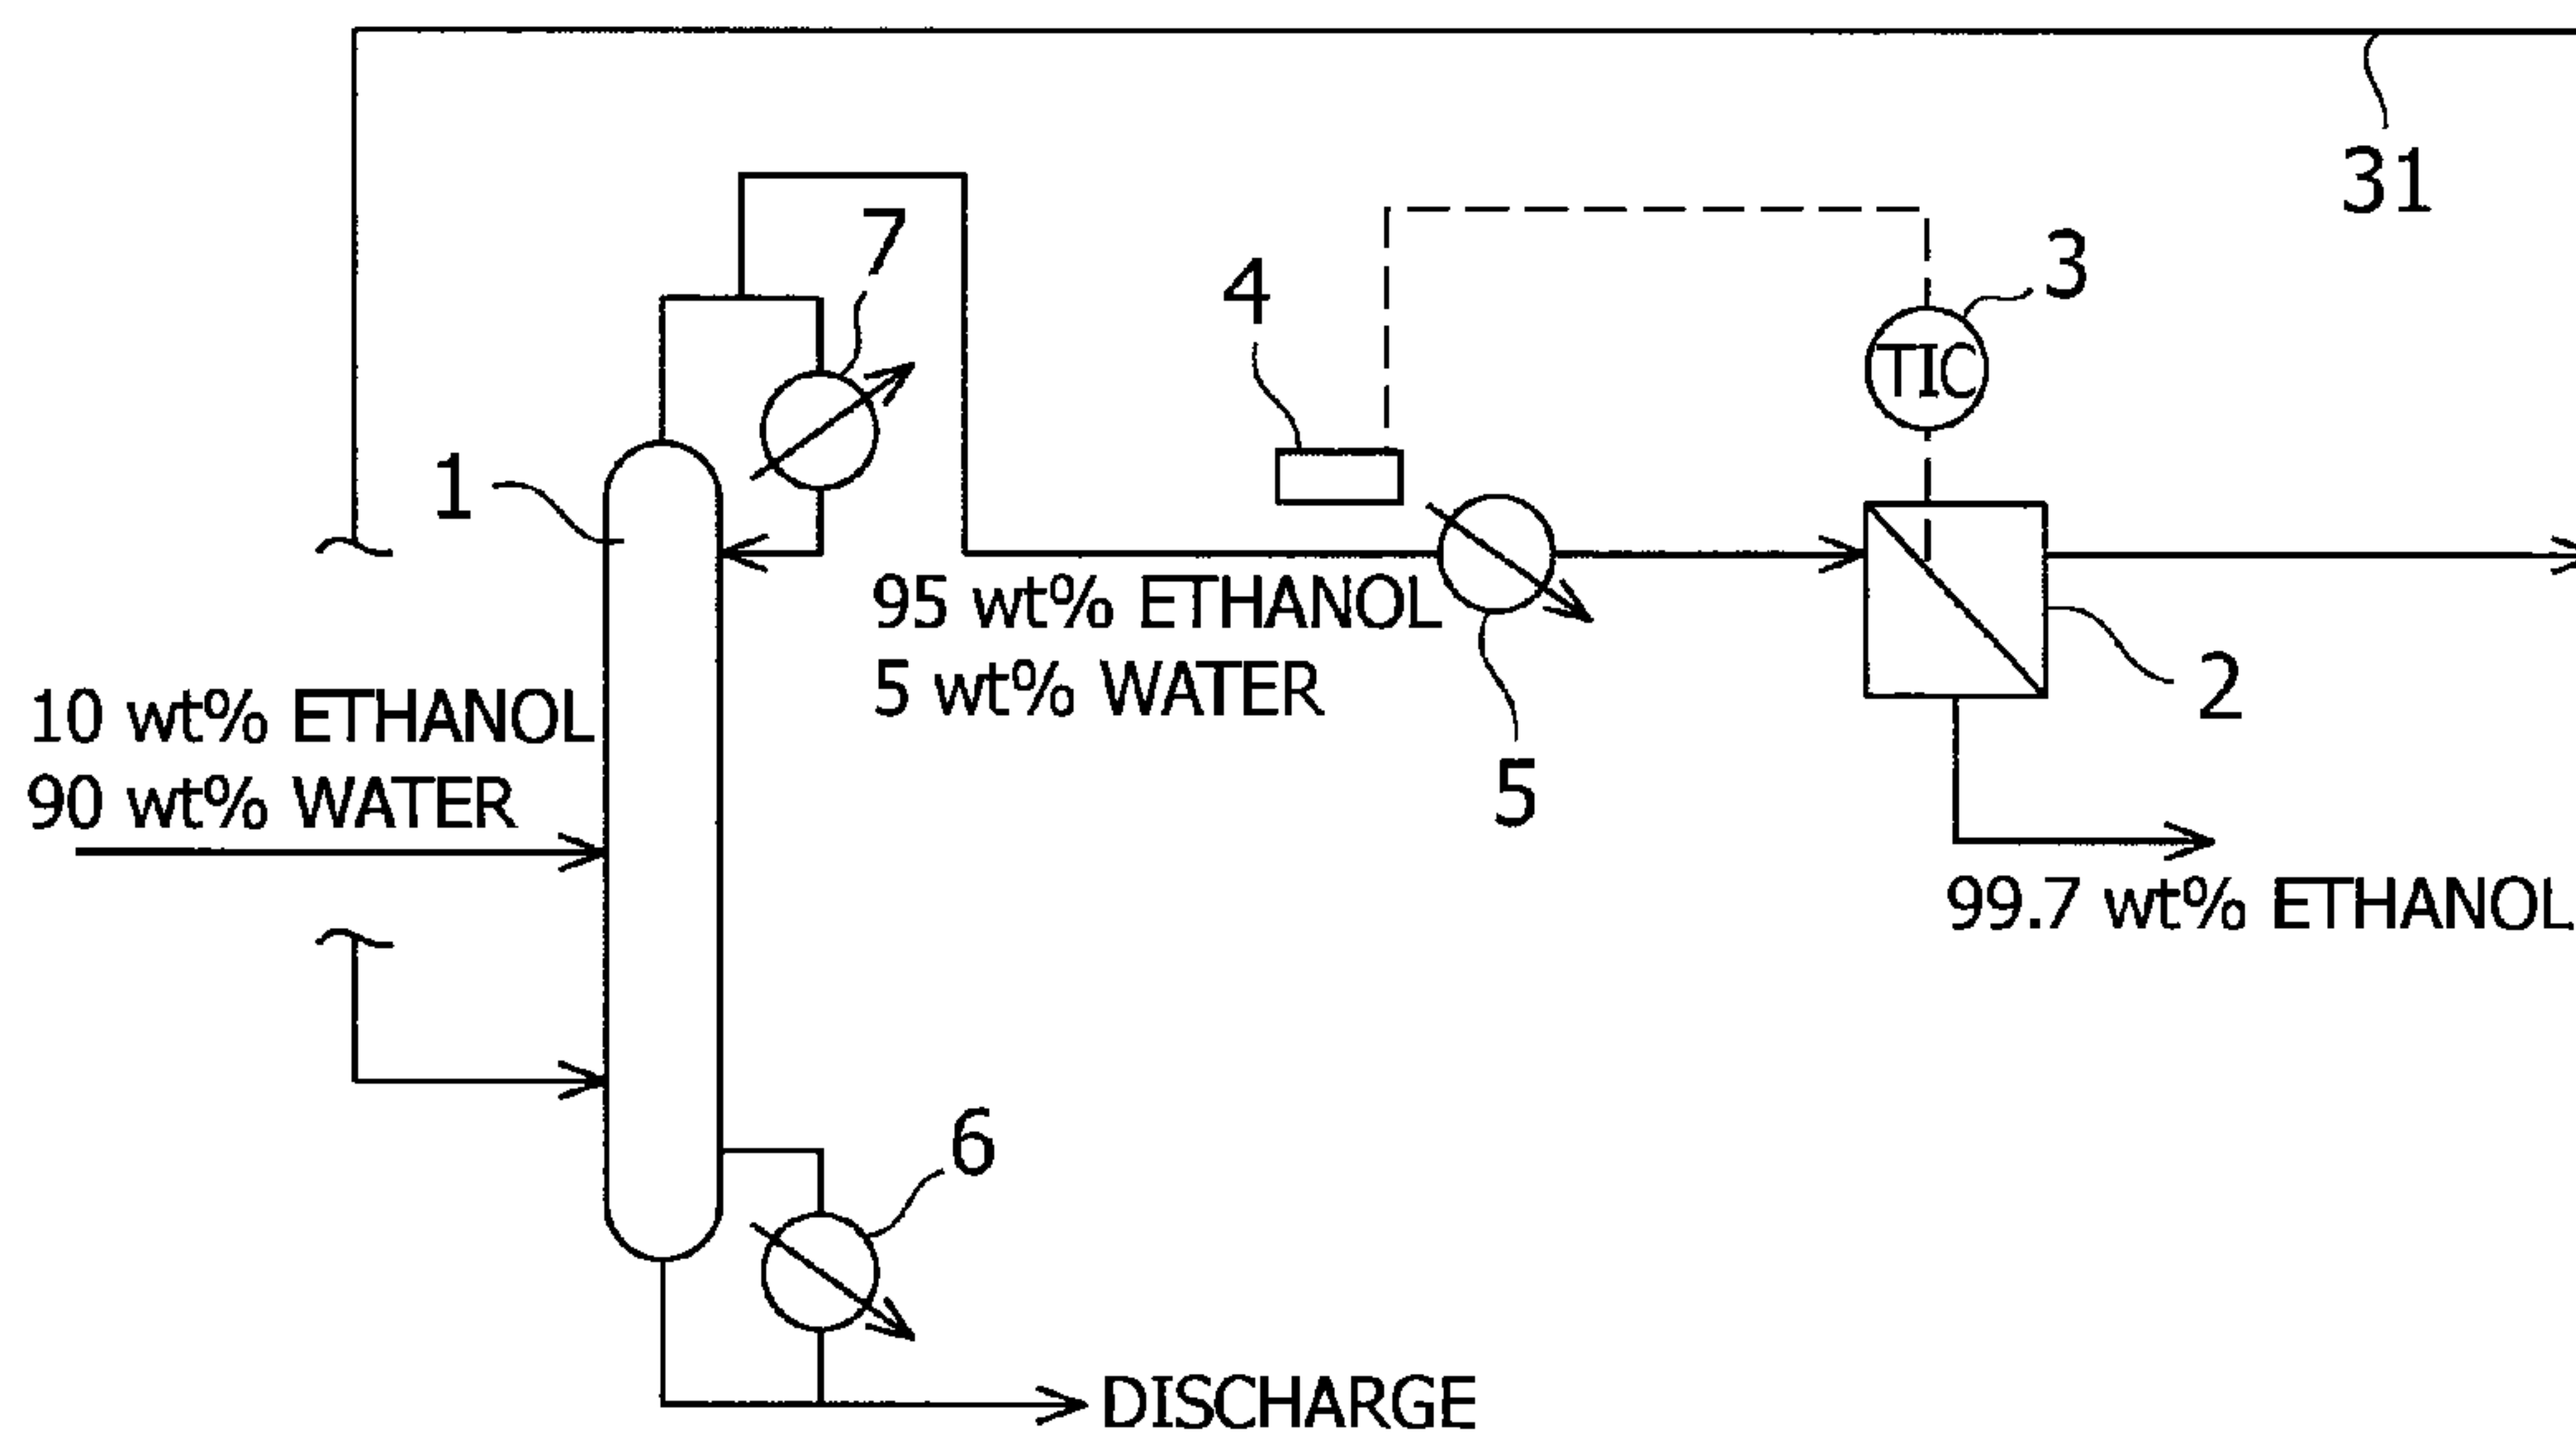 31
7
3
4
TIC
1
95 wt% ETHANOL
5 wt% WATER
2
10 wt% ETHANOL
90 wt% WATER
5
99.7 wt% ETHANOL
6
DISCHARGE